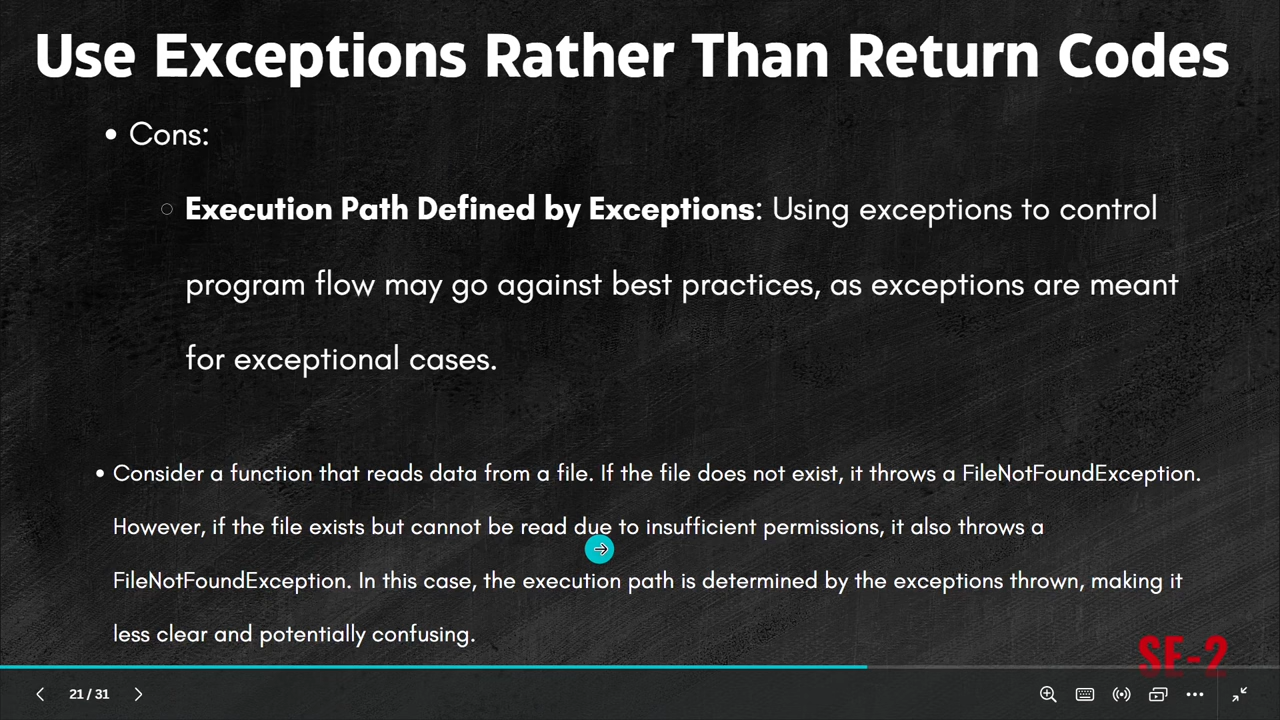 Use Exceptions Rather Than Return Codes
• Cons:
○ Execution Path Defined by Exceptions: Using exceptions to control
program flow may go against best practices, as exceptions are meant
for exceptional cases.
• Consider a function that reads data from a file. If the file does not exist, it throws a FileNotFoundException.
However, if the file exists but cannot be read due to insufficient permissions, it also throws a
FileNotFoundException. In this case, the execution path is determined by the exceptions thrown, making it
less clear and potentially confusing.
SE-2
21 / 31